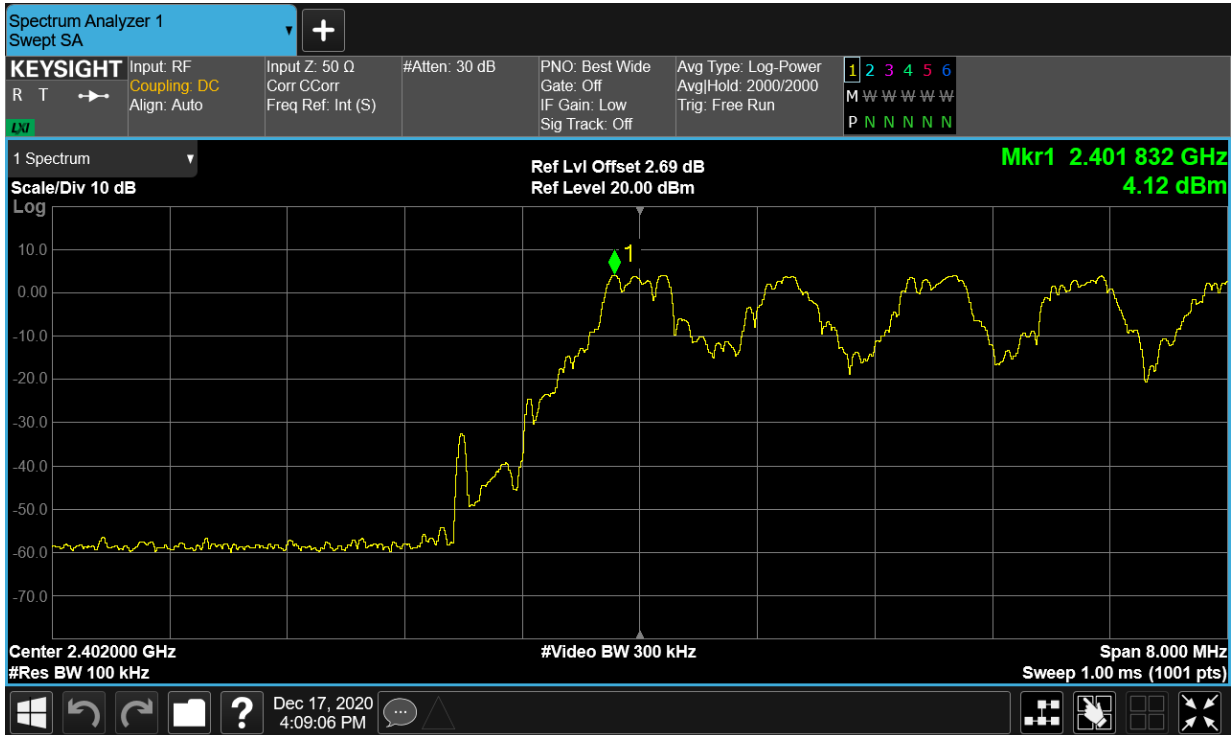 Spectrum Analyzer 1
Swept SA
+
KEYSIGHT
R T
LXI
Input: RF
Coupling: DC
Align: Auto
Input Z: 50 Ω
Corr CCorr
Freq Ref: Int (S)
#Atten: 30 dB
PNO: Best Wide
Gate: Off
IF Gain: Low
Sig Track: Off
Avg Type: Log-Power
Avg|Hold: 2000/2000
Trig: Free Run
1 2 3 4 5 6
M W W W W W
P N N N N N
1 Spectrum
Scale/Div 10 dB
Log
Ref Lvl Offset 2.69 dB
Ref Level 20.00 dBm
Mkr1 2.401 832 GHz
4.12 dBm
1
10.0
0.00
-10.0
-20.0
-30.0
-40.0
-50.0
-60.0
-70.0
Center 2.402000 GHz
#Res BW 100 kHz
#Video BW 300 kHz
Span 8.000 MHz
Sweep 1.00 ms (1001 pts)
?
Dec 17, 2020
4:09:06 PM